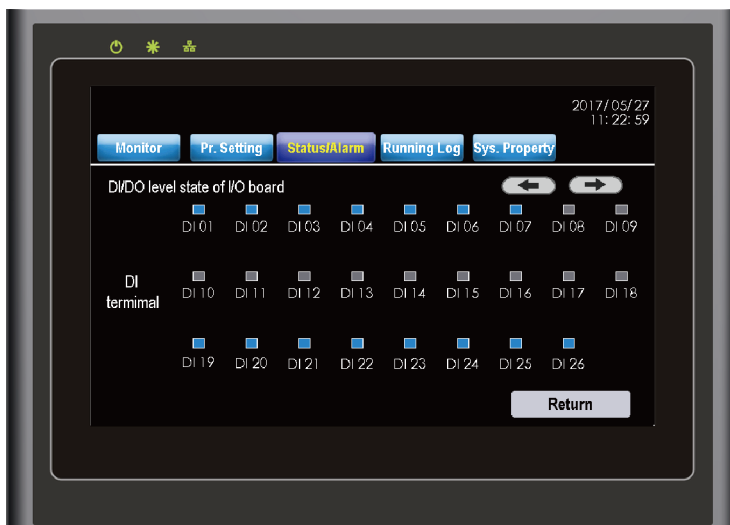 2017/05/27
11:22:59
Monitor Pr. Setting Status/Alarm Running Log Sys. Property
DI/DO level state of I/O board
DI 01 DI 02 DI 03 DI 04 DI 05 DI 06 DI 07 DI 08 DI 09
DI
termimal
DI 10 DI 11 DI 12 DI 13 DI 14 DI 15 DI 16 DI 17 DI 18
DI 19 DI 20 DI 21 DI 22 DI 23 DI 24 DI 25 DI 26
Return